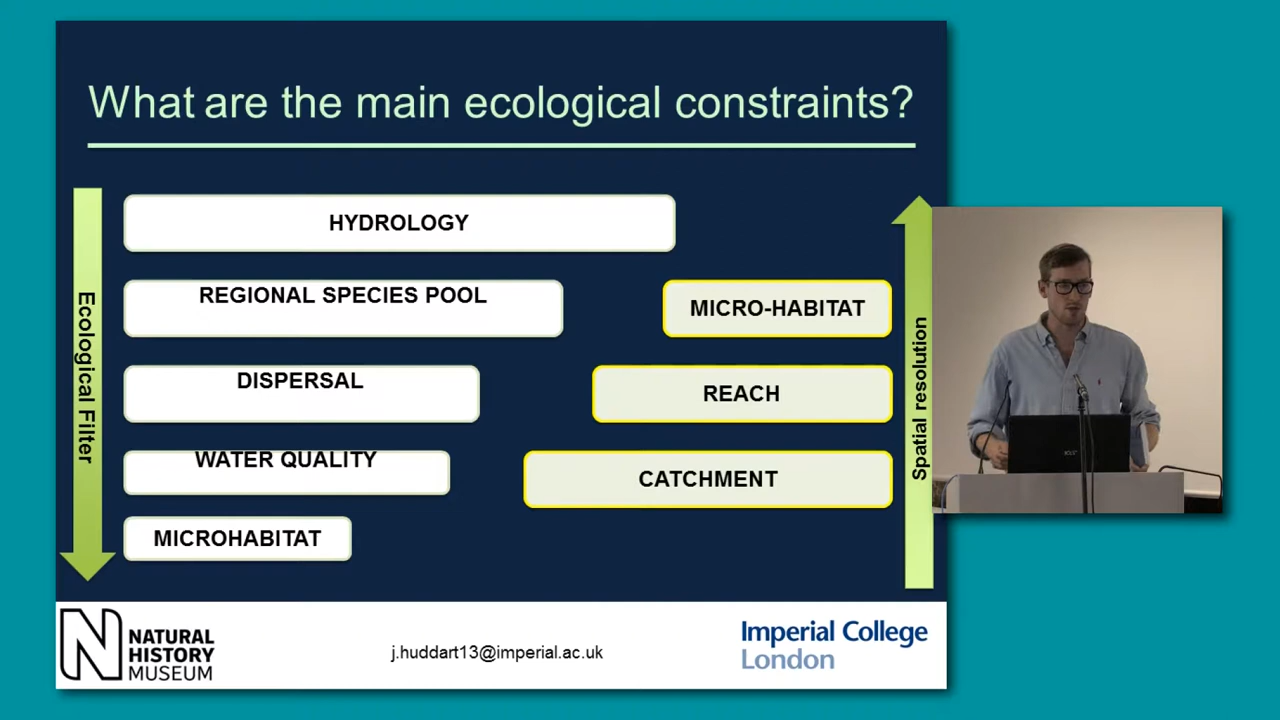 What are the main ecological constraints?
HYDROLOGY
REGIONAL SPECIES POOL
DISPERSAL
WATER QUALITY
MICROHABITAT
Ecological Filter
MICRO-HABITAT
REACH
CATCHMENT
Spatial resolution
NATURAL
HISTORY
MUSEUM
j.huddart13@imperial.ac.uk
Imperial College
London